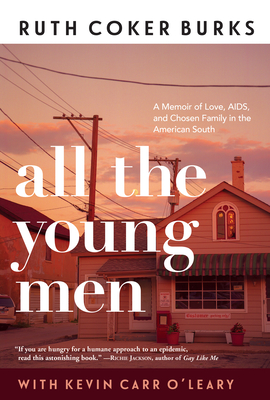 RUTH COKER BURKS
A Memoir of Love, AIDS,
and Chosen Family in the
American South
all the
young
men
"If you are hungry for a humane approach to an epidemic,
read this astonishing book." —RICHIE JACKSON, author of Gay Like Me
WITH KEVIN CARR O'LEARY